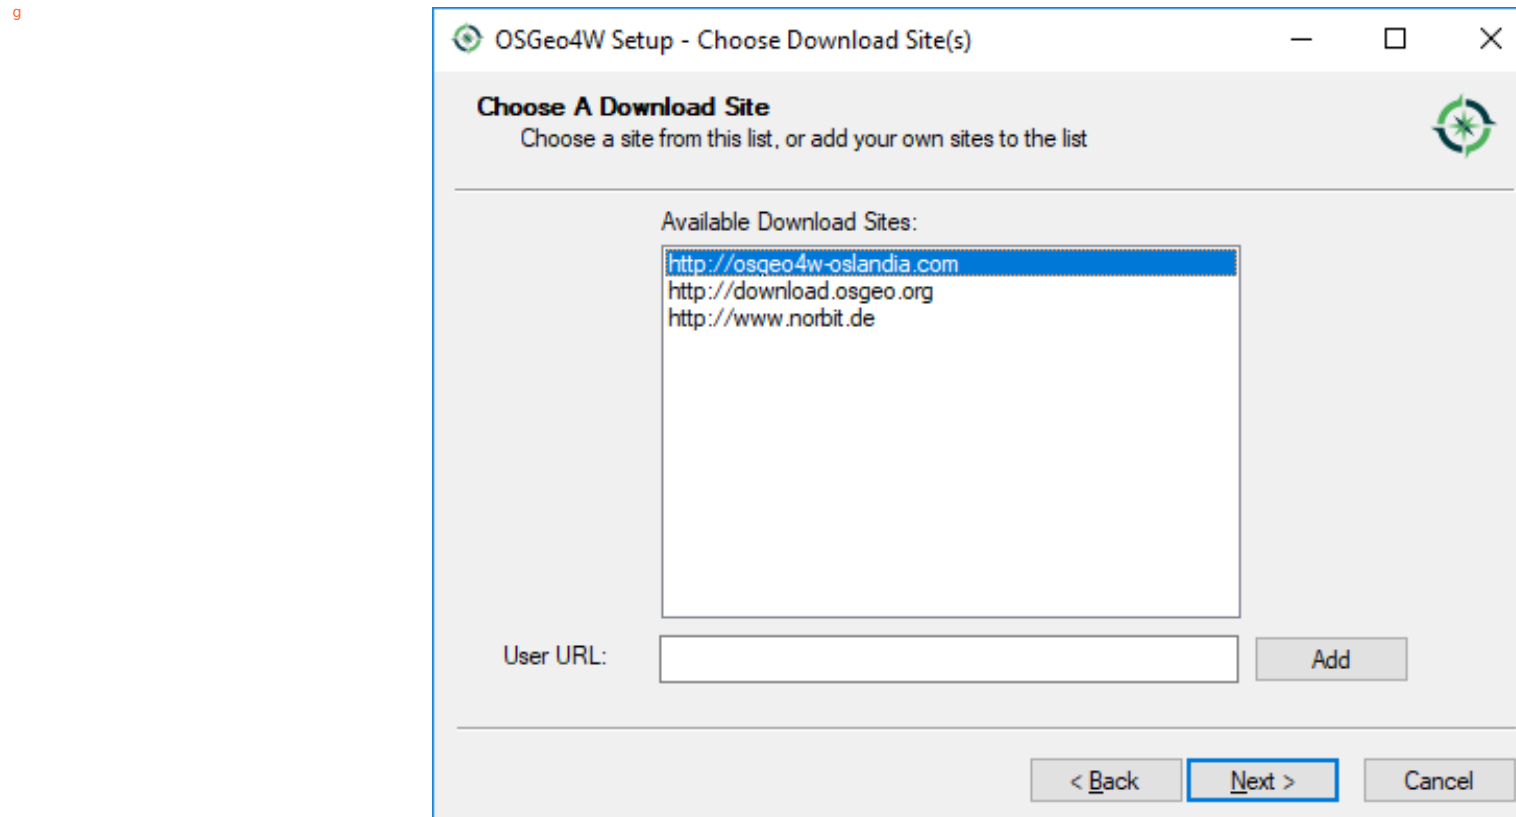 g
OSGeo4W Setup - Choose Download Site(s)
Choose A Download Site
Choose a site from this list, or add your own sites to the list
Available Download Sites:
http://osgeo4w-oslandia.com
http://download.osgeo.org
http://www.norbit.de
User URL:
Add
< Back
Next >
Cancel